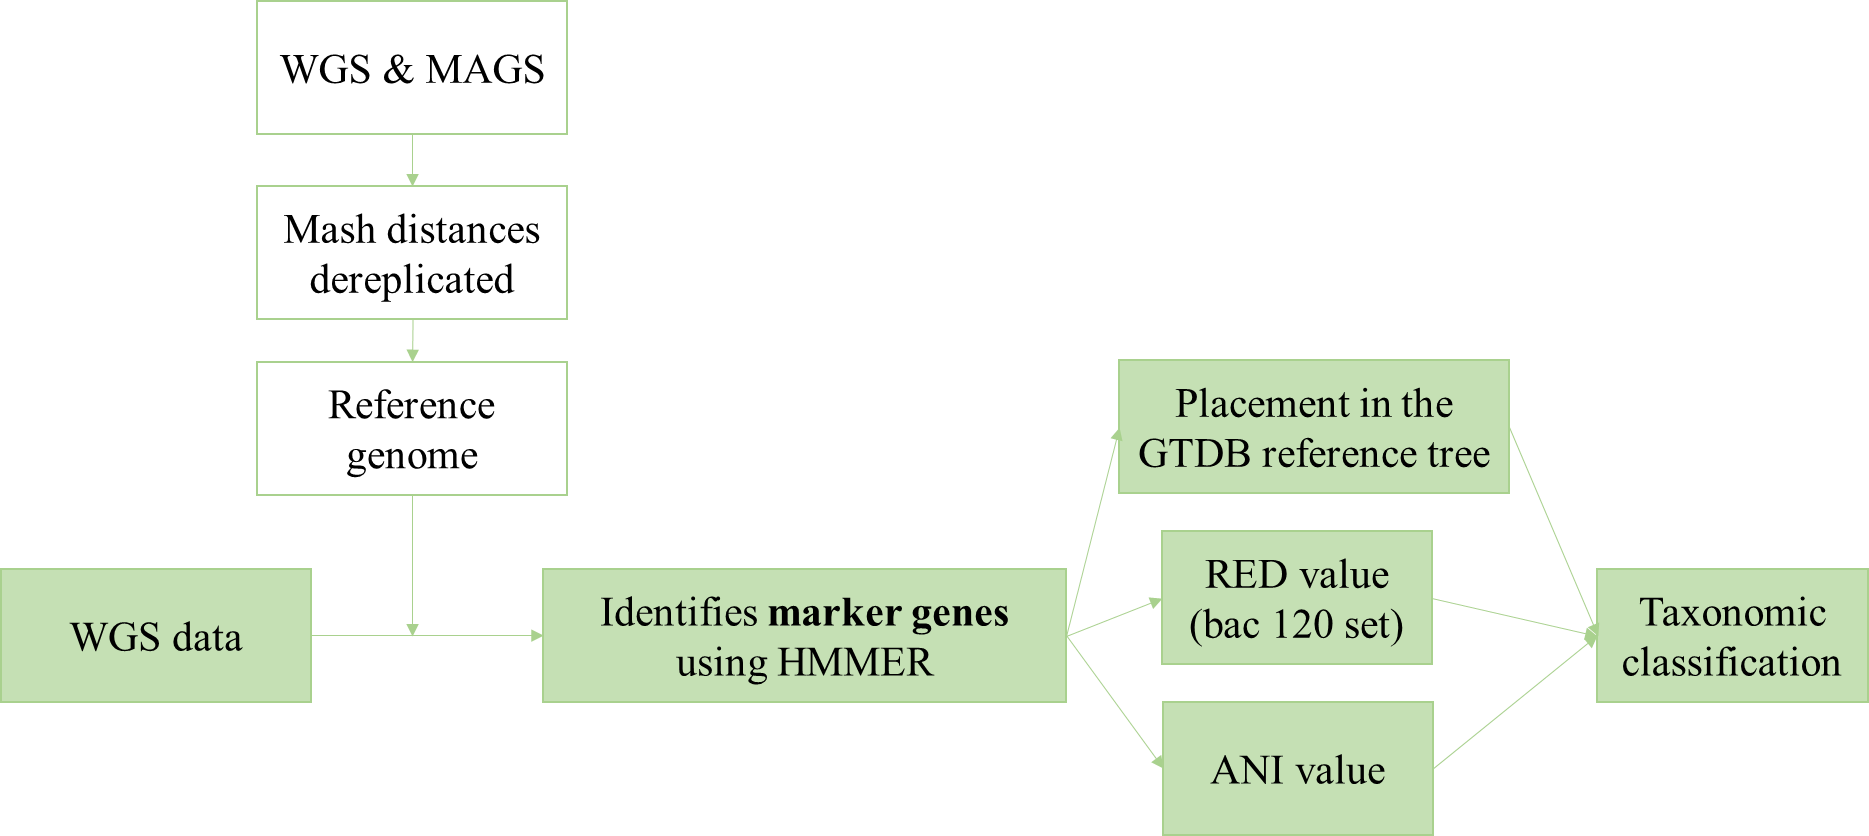 WGS & MAGS
Mash distances
dereplicated
Reference
genome
WGS data
Identifies marker genes
using HMMER
Placement in the
GTDB reference tree
RED value
(bac 120 set)
ANI value
Taxonomic
classification